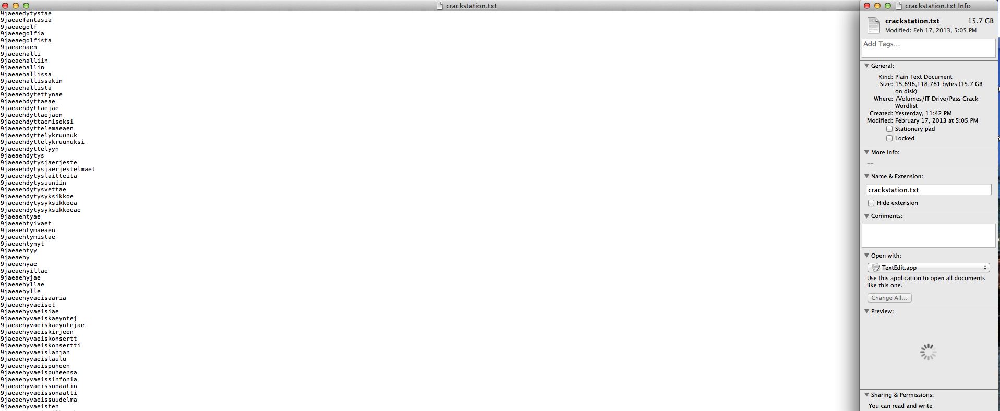 crackstation.txt
9jaeaedytystae
9jaeaefantasia
9jaeaegolf
9jaeaegolfia
9jaeaegolfista
9jaeaehaen
9jaeaehalli
9jaeaehalliin
9jaeaehallin
9jaeaehallissa
9jaeaehallissakin
9jaeaehallista
9jaeaehdytettynae
9jaeaehdyttaeae
9jaeaehdyttaejae
9jaeaehdyttaejaen
9jaeaehdyttaemiseksi
9jaeaehdyttelemaeaen
9jaeaehdyttelykruunuk
9jaeaehdyttelykruunuksi
9jaeaehdyttelyyn
9jaeaehdytys
9jaeaehdytysjaerjeste
9jaeaehdytysjaerjestelmaet
9jaeaehdytyslaitteita
9jaeaehdytysuuniin
9jaeaehdytysvettae
9jaeaehdytysyksikkoe
9jaeaehdytysyksikkoea
9jaeaehdytysyksikkoeae
9jaeaehtyae
9jaeaehtyivaet
9jaeaehtymaeaen
9jaeaehtymistae
9jaeaehtynyt
9jaeaehtyy
9jaeaehy
9jaeaehyae
9jaeaehyillae
9jaeaehyjae
9jaeaehyllae
9jaeaehylle
9jaeaehyvaeisaaria
9jaeaehyvaeiset
9jaeaehyvaeisiae
9jaeaehyvaeiskaeyntej
9jaeaehyvaeiskaeyntejae
9jaeaehyvaeiskirjeen
9jaeaehyvaeiskonsertt
9jaeaehyvaeiskonsertti
9jaeaehyvaeislahjan
9jaeaehyvaeislaulu
9jaeaehyvaeispuheen
9jaeaehyvaeispuheensa
9jaeaehyvaeissinfonia
9jaeaehyvaeissonaatin
9jaeaehyvaeissonaatti
9jaeaehyvaeissuudelma
9jaeaehyvaeisten
crackstation.txt Info
crackstation.txt 15.7 GB
Modified: Feb 17, 2013, 5:05 PM
Add Tags...
General:
Kind: Plain Text Document
Size: 15,696,118,781 bytes (15.7 GB
on disk)
Where: /Volumes/IT Drive/Pass Crack
Wordlist
Created: Yesterday, 11:42 PM
Modified: February 17, 2013 at 5:05 PM
Stationery pad
Locked
More Info:
--
Name & Extension:
crackstation.txt
Hide extension
Comments:
Open with:
TextEdit.app
Use this application to open all documents
like this one.
Change All...
Preview:
Sharing & Permissions:
You can read and write